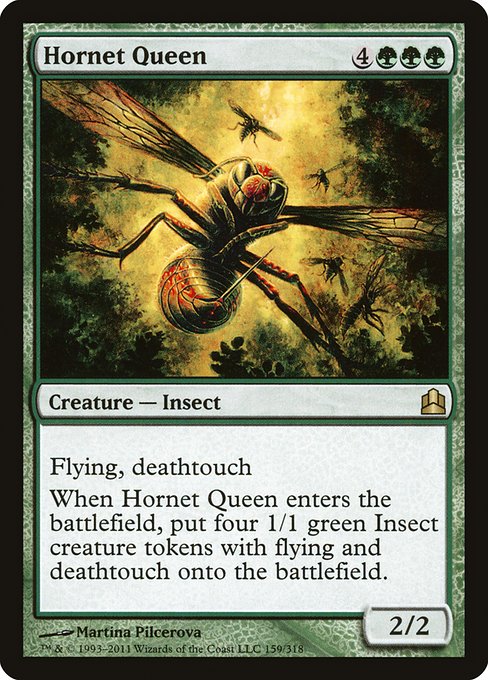 Hornet Queen 4
Creature — Insect
Flying, deathtouch
When Hornet Queen enters the
battlefield, put four 1/1 green Insect
creature tokens with flying and
deathtouch onto the battlefield.
Martina Pilcerova
2/2
™ & © 1993–2011 Wizards of the Coast LLC 159/318